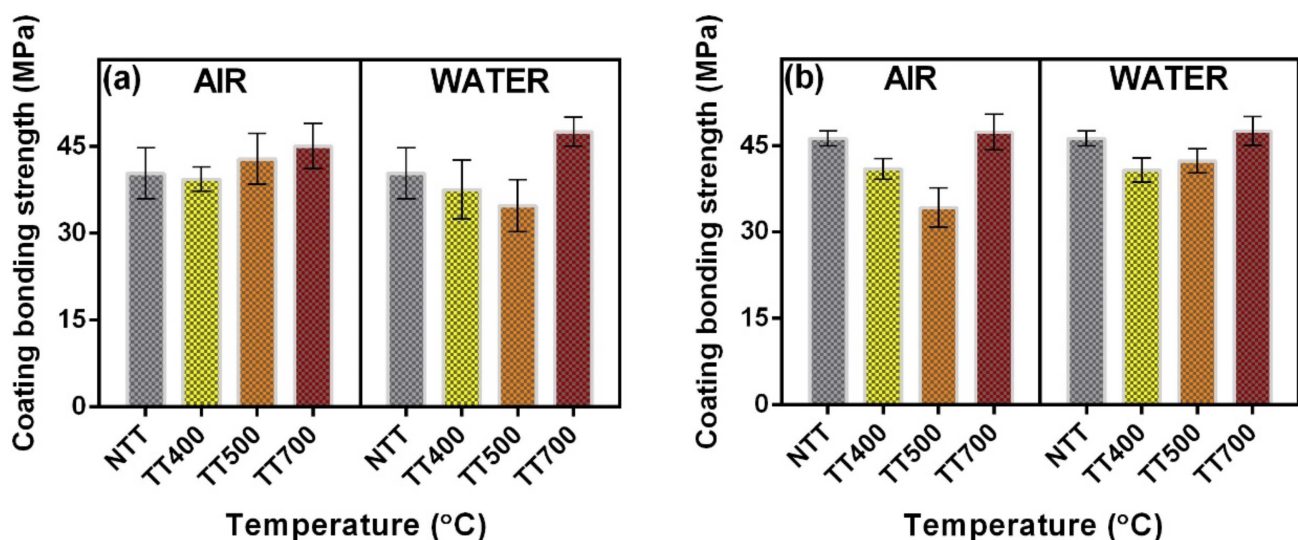 Coating bonding strength (MPa)
(a) AIR WATER
45
30
15
0
NTT TT400 TT500 TT700 NTT TT400 TT500 TT700
Temperature (°C)
Coating bonding strength (MPa)
(b) AIR WATER
45
30
15
0
NTT TT400 TT500 TT700 NTT TT400 TT500 TT700
Temperature (°C)